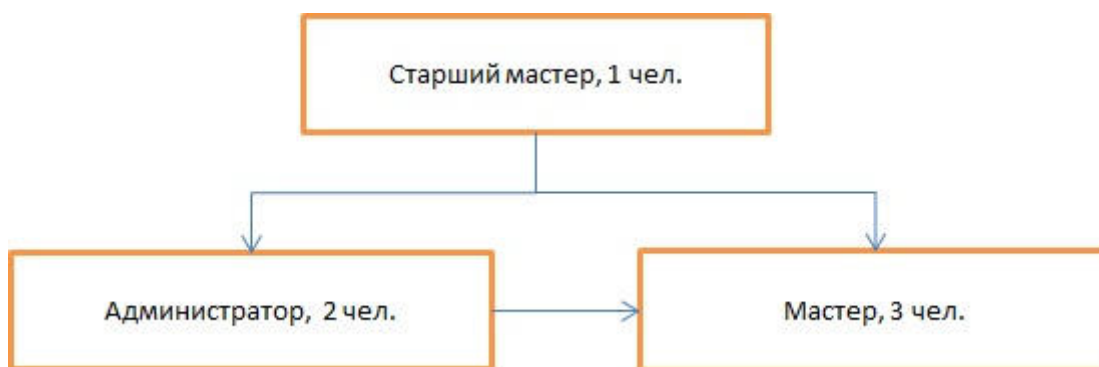 Старший мастер, 1 чел.
Администратор, 2 чел.
Мастер, 3 чел.